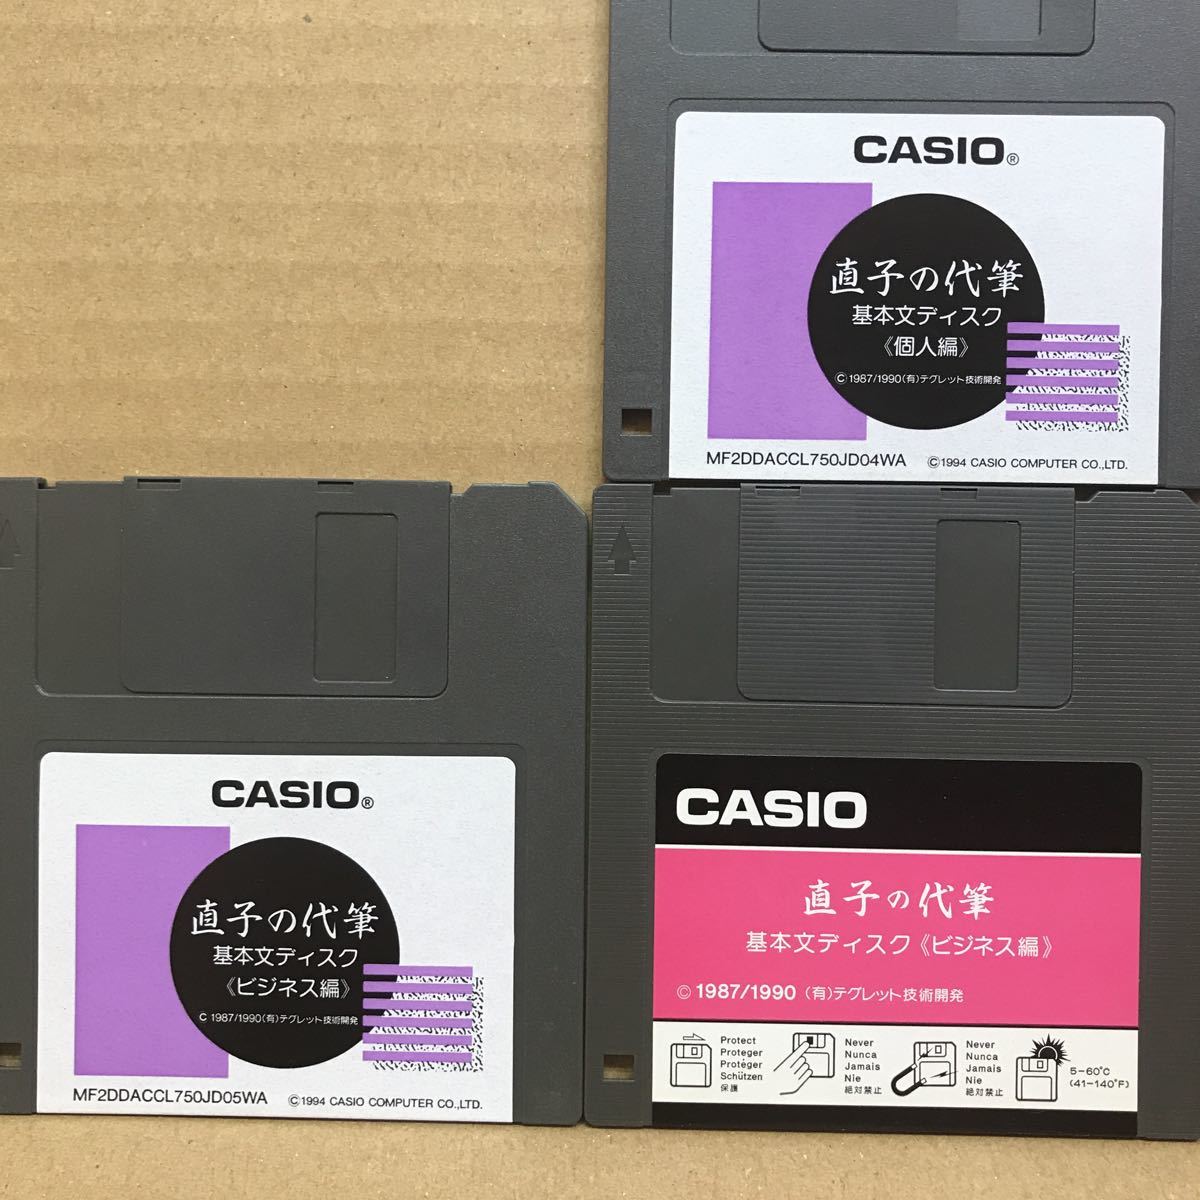 CASIO®
直子の代筆
基本文ディスク
《個人編》
©1987/1990(有)テグレット技術開発
MF2DDACCL750JD04WA ©1994 CASIO COMPUTER CO.,LTD.
CASIO®
直子の代筆
基本文ディスク
《ビジネス編》
©1987/1990(有)テグレット技術開発
MF2DDACCL750JD05WA ©1994 CASIO COMPUTER CO.,LTD.
CASIO
直子の代筆
基本文ディスク《ビジネス編》
©1987/1990 (有)テグレット技術開発
Protect
Proteger
Protéger
Schützen
保護
Never
Nunca
Jamais
Nie
絶対禁止
Never
Nunca
Jamais
Nie
絶対禁止
5-60°C
(41-140°F)